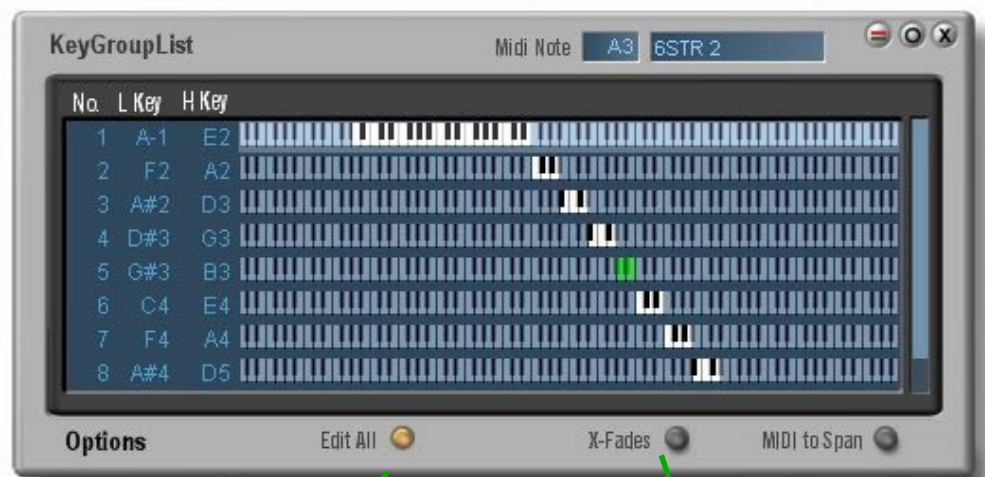 KeyGroupList Midi Note A3 6STR 2
No. L Key H Key
1 A-1 E2
2 F2 A2
3 A#2 D3
4 D#3 G3
5 G#3 B3
6 C4 E4
7 F4 A4
8 A#4 D5
Options Edit All X-Fades MIDI to Span